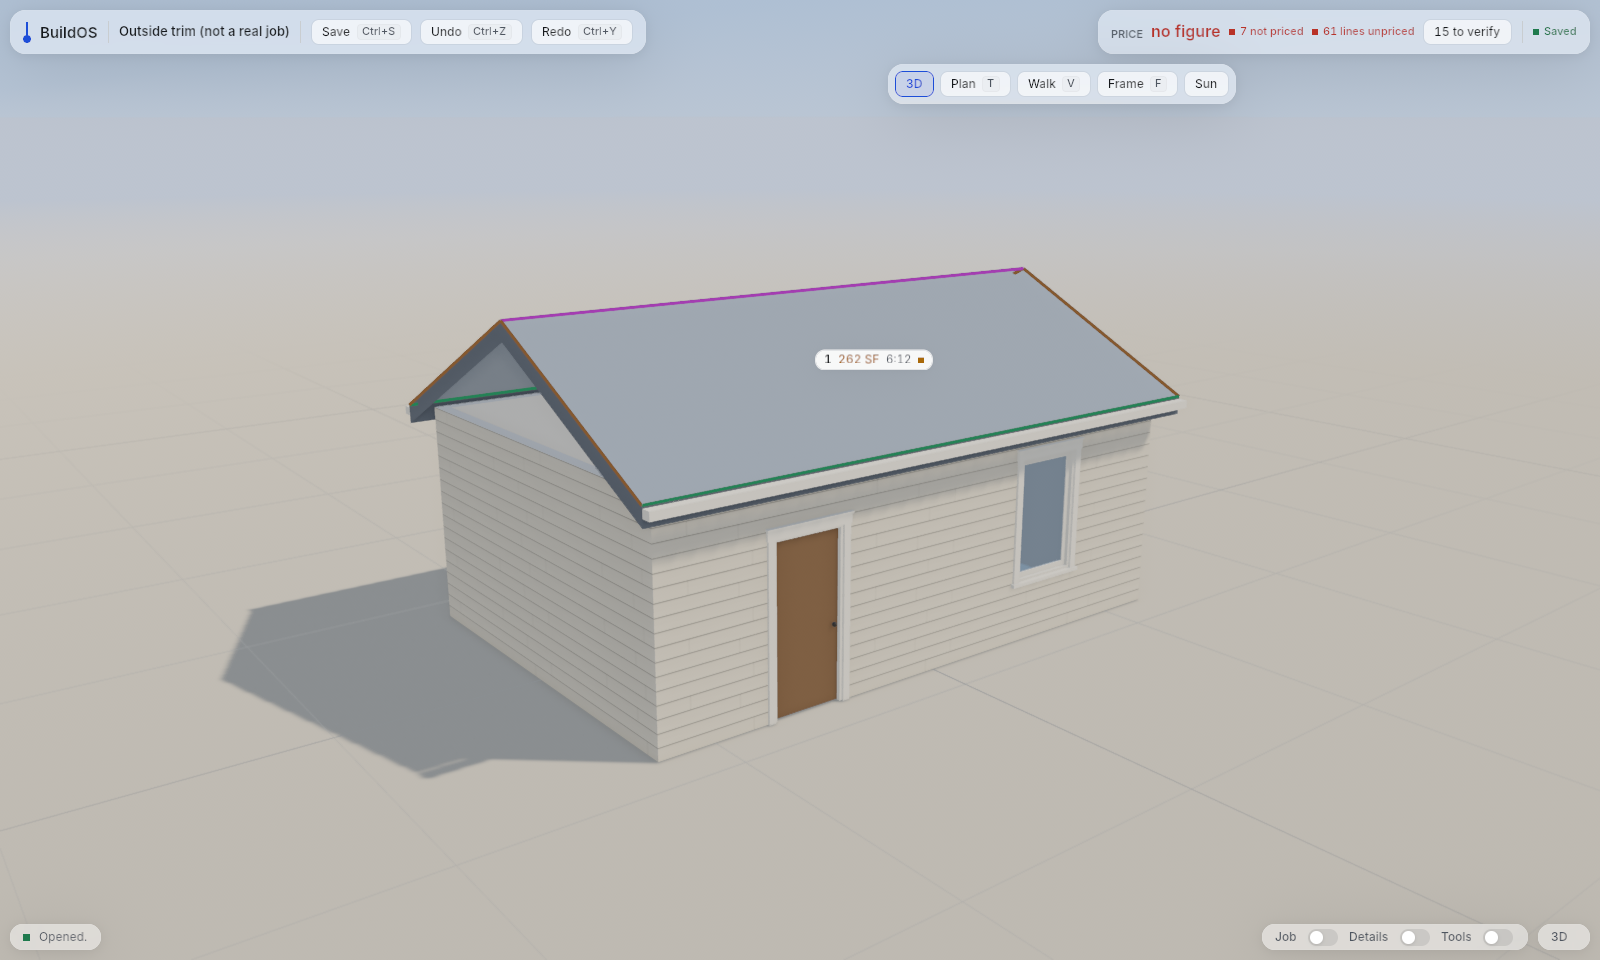 BuildOS Outside trim (not a real job) Save Ctrl+S Undo Ctrl+Z Redo Ctrl+Y
PRICE no figure 7 not priced 61 lines unpriced 15 to verify Saved
3D Plan T Walk V Frame F Sun
1 262 SF 6:12
Opened.
Job Details Tools 3D